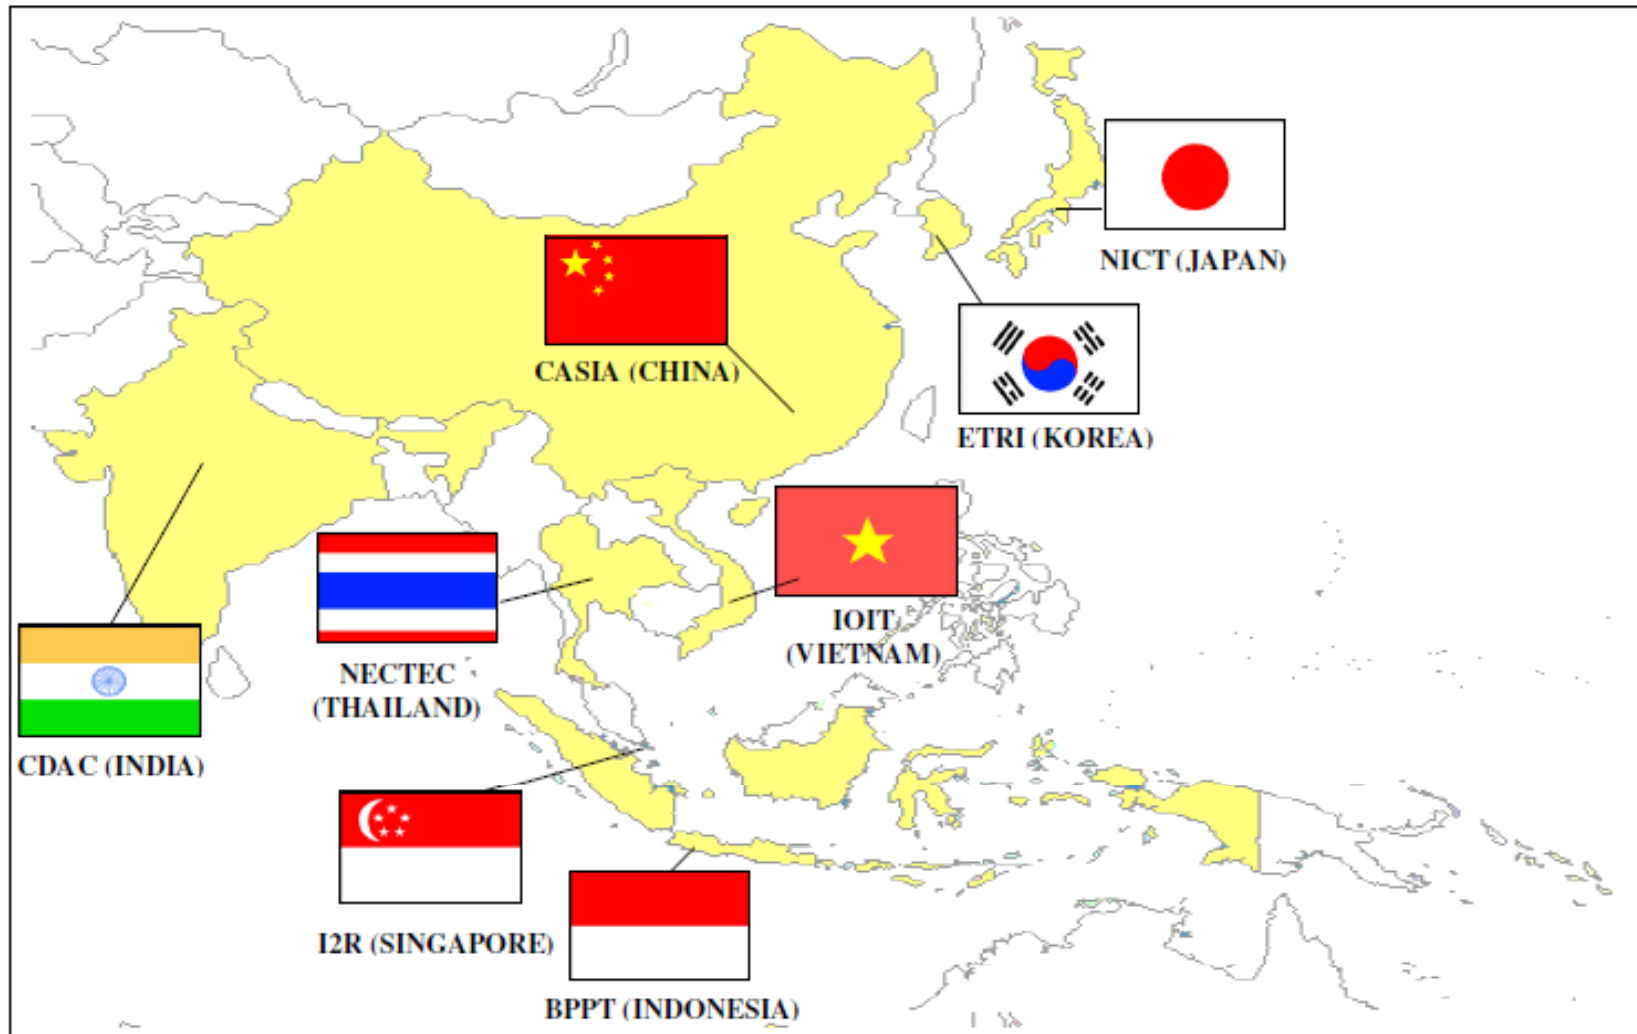 NICT (JAPAN)
CASIA (CHINA)
ETRI (KOREA)
IOIT
(VIETNAM)
NECTEC
(THAILAND)
CDAC (INDIA)
I2R (SINGAPORE)
BPPT (INDONESIA)